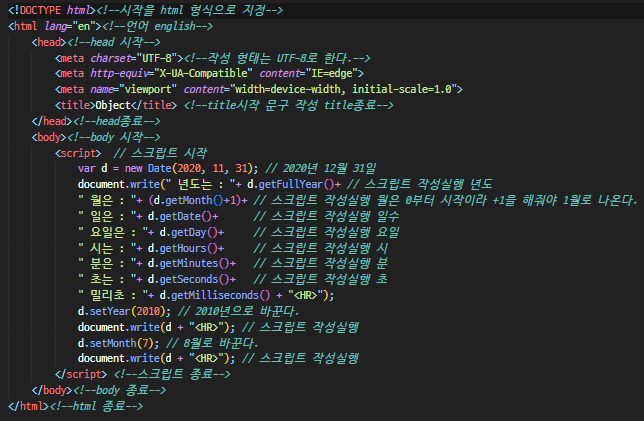 <!DOCTYPE html><!--시작을 html 형식으로 지정-->
<html lang="en"><!--언어 english-->
<head><!--head 시작-->
<meta charset="UTF-8"><!--작성 형태는 UTF-8로 한다.-->
<meta http-equiv="X-UA-Compatible" content="IE=edge">
<meta name="viewport" content="width=device-width, initial-scale=1.0">
<title>Object</title> <!--title시작 문구 작성 title종료-->
</head><!--head종료-->
<body><!--body 시작-->
<script>  // 스크립트 시작
var d = new Date(2020, 11, 31); // 2020년 12월 31일
document.write(" 년도는 : "+ d.getFullYear()+ // 스크립트 작성실행 년도
" 월은 : "+ (d.getMonth()+1)+ // 스크립트 작성실행 월은 0부터 시작이라 +1을 해줘야 1월로 나온다.
" 일은 : "+ d.getDate()+     // 스크립트 작성실행 일수
" 요일은 : "+ d.getDay()+    // 스크립트 작성실행 요일
" 시는 : "+ d.getHours()+    // 스크립트 작성실행 시
" 분은 : "+ d.getMinutes()+  // 스크립트 작성실행 분
" 초는 : "+ d.getSeconds()+  // 스크립트 작성실행 초
" 밀리초 : "+ d.getMilliseconds() + "<HR>");
d.setYear(2010); // 2010년으로 바꾼다.
document.write(d + "<HR>"); // 스크립트 작성실행
d.setMonth(7); // 8월로 바꾼다.
document.write(d + "<HR>"); // 스크립트 작성실행
</script> <!--스크립트 종료-->
</body><!--body 종료-->
</html><!--html 종료-->